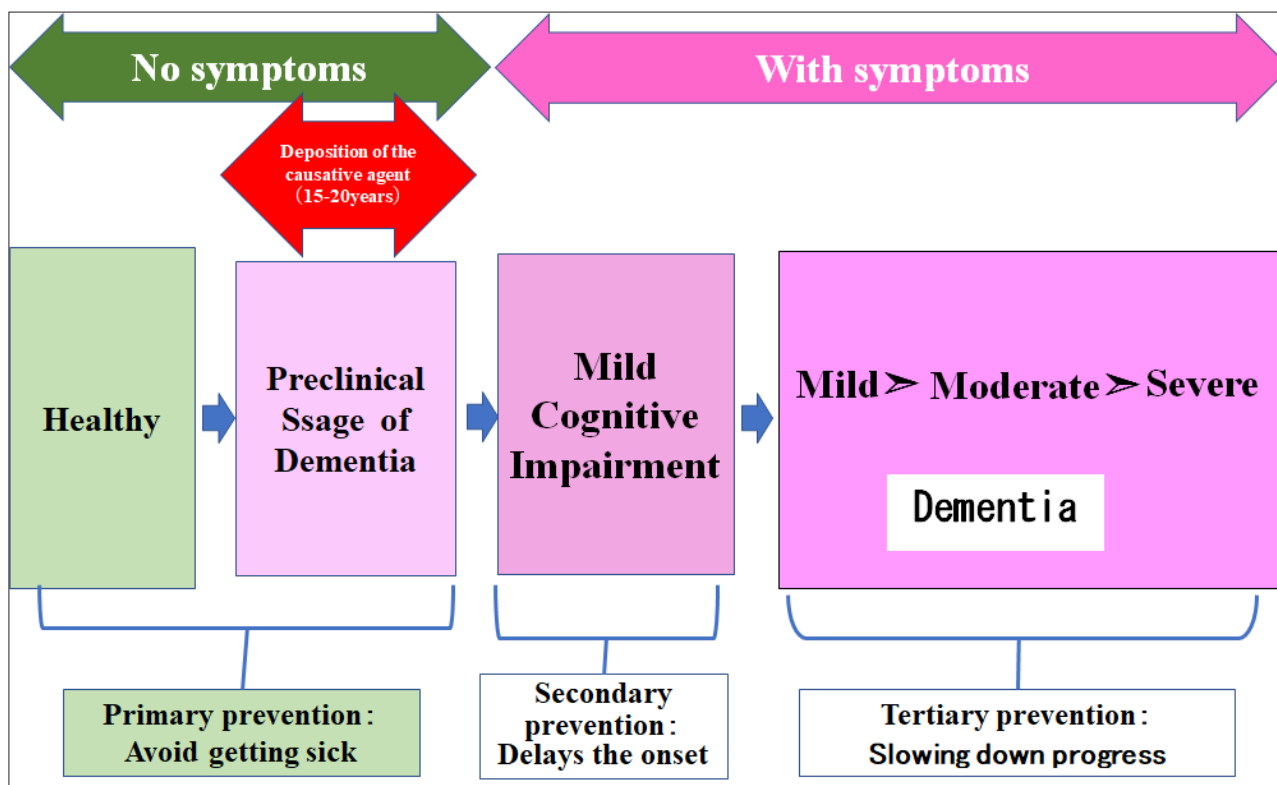 No symptoms
With symptoms
Deposition of the
causative agent
（15-20years）
Healthy
Preclinical
Ssage of
Dementia
Mild
Cognitive
Impairment
Mild➣Moderate➣Severe
Dementia
Primary prevention：
Avoid getting sick
Secondary
prevention：
Delays the onset
Tertiary prevention：
Slowing down progress